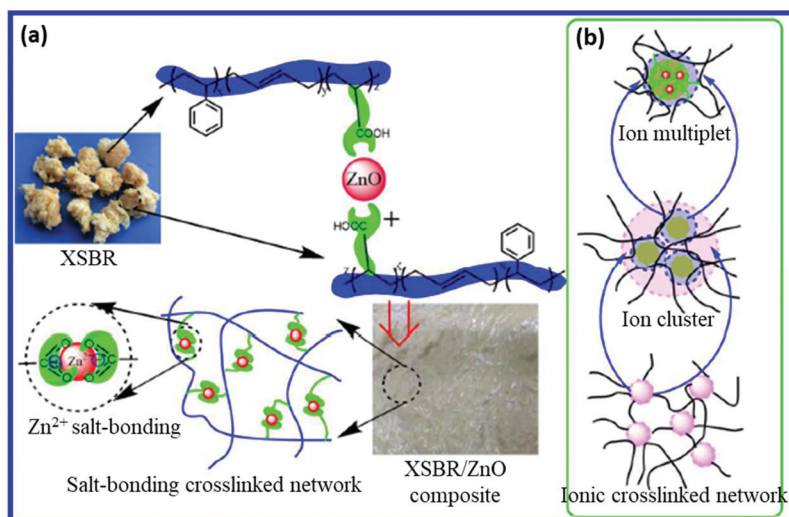 (a)
(b)
x
y
z
COOH
ZnO
HOOC
+
z
y
x
XSBR
Zn
C
O
O
O
O
C
Zn²⁺ salt-bonding
Salt-bonding crosslinked network
XSBR/ZnO
composite
Ion multiplet
Ion cluster
Ionic crosslinked network